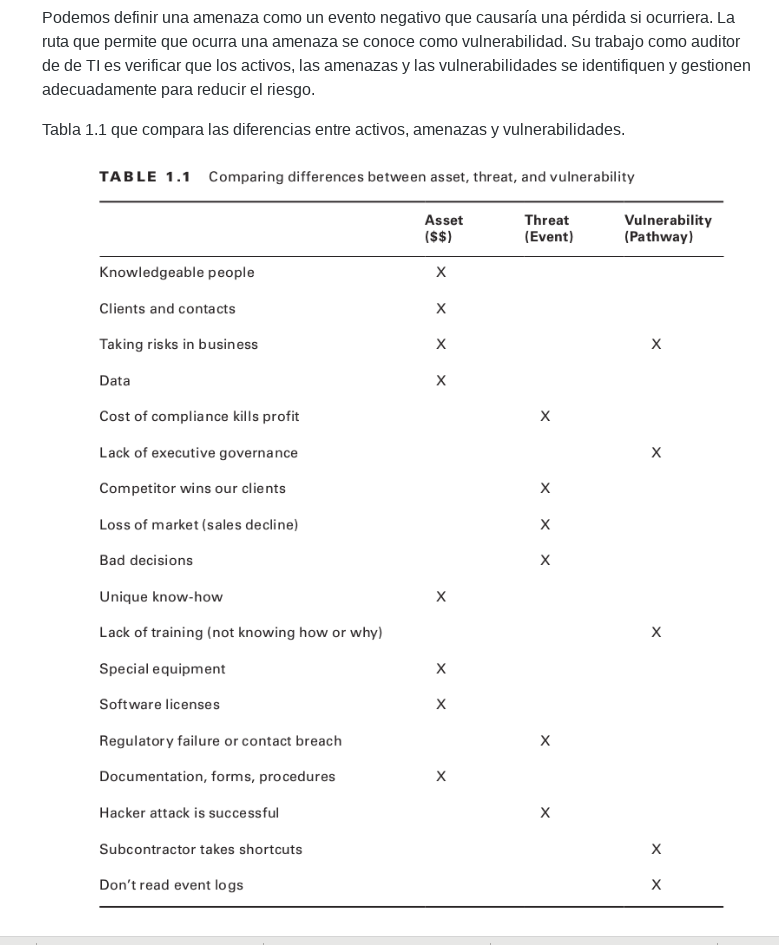 Podemos definir una amenaza como un evento negativo que causaría una pérdida si ocurriera. La
ruta que permite que ocurra una amenaza se conoce como vulnerabilidad. Su trabajo como auditor
de de TI es verificar que los activos, las amenazas y las vulnerabilidades se identifiquen y gestionen
adecuadamente para reducir el riesgo.
Tabla 1.1 que compara las diferencias entre activos, amenazas y vulnerabilidades.
TABLE 1.1 Comparing differences between asset, threat, and vulnerability
Asset Threat Vulnerability
($$) (Event) (Pathway)
Knowledgeable people X
Clients and contacts X
Taking risks in business X X
Data X
Cost of compliance kills profit X
Lack of executive governance X
Competitor wins our clients X
Loss of market (sales decline) X
Bad decisions X
Unique know-how X
Lack of training (not knowing how or why) X
Special equipment X
Software licenses X
Regulatory failure or contact breach X
Documentation, forms, procedures X
Hacker attack is successful X
Subcontractor takes shortcuts X
Don't read event logs X